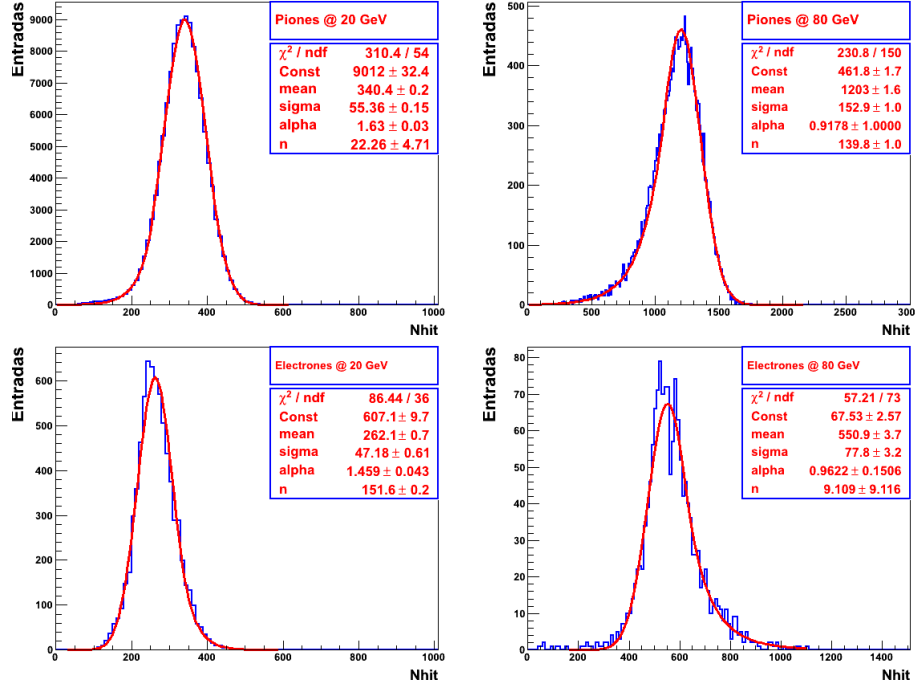 Entradas
9000
8000
7000
6000
5000
4000
3000
2000
1000
0
0 200 400 600 800 1000
Nhit
Piones @ 20 GeV
χ² / ndf 310.4 / 54
Const 9012 ± 32.4
mean 340.4 ± 0.2
sigma 55.36 ± 0.15
alpha 1.63 ± 0.03
n 22.26 ± 4.71
Entradas
500
400
300
200
100
0
0 500 1000 1500 2000 2500 300
Nhit
Piones @ 80 GeV
χ² / ndf 230.8 / 150
Const 461.8 ± 1.7
mean 1203 ± 1.6
sigma 152.9 ± 1.0
alpha 0.9178 ± 1.0000
n 139.8 ± 1.0
Entradas
600
500
400
300
200
100
0
0 200 400 600 800 1000
Nhit
Electrones @ 20 GeV
χ² / ndf 86.44 / 36
Const 607.1 ± 9.7
mean 262.1 ± 0.7
sigma 47.18 ± 0.61
alpha 1.459 ± 0.043
n 151.6 ± 0.2
Entradas
80
70
60
50
40
30
20
10
0
0 200 400 600 800 1000 1200 1400
Nhit
Electrones @ 80 GeV
χ² / ndf 57.21 / 73
Const 67.53 ± 2.57
mean 550.9 ± 3.7
sigma 77.8 ± 3.2
alpha 0.9622 ± 0.1506
n 9.109 ± 9.116